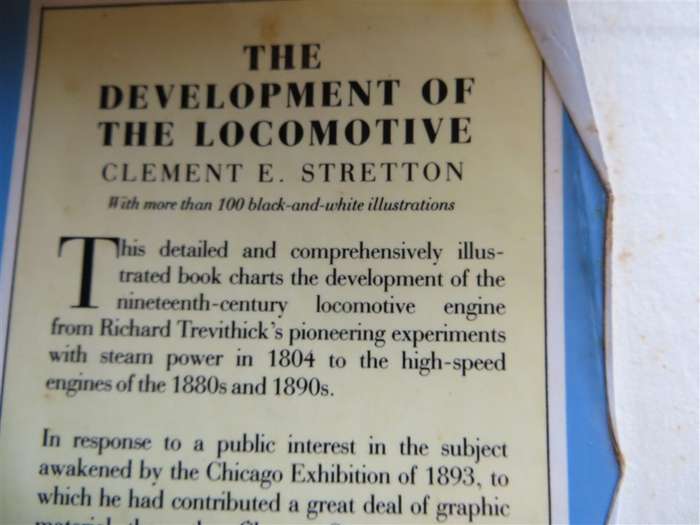 THE
DEVELOPMENT OF
THE LOCOMOTIVE
CLEMENT E. STRETTON
With more than 100 black-and-white illustrations
This detailed and comprehensively illus-
trated book charts the development of the
nineteenth-century locomotive engine
from Richard Trevithick's pioneering experiments
with steam power in 1804 to the high-speed
engines of the 1880s and 1890s.
In response to a public interest in the subject
awakened by the Chicago Exhibition of 1893, to
which he had contributed a great deal of graphic